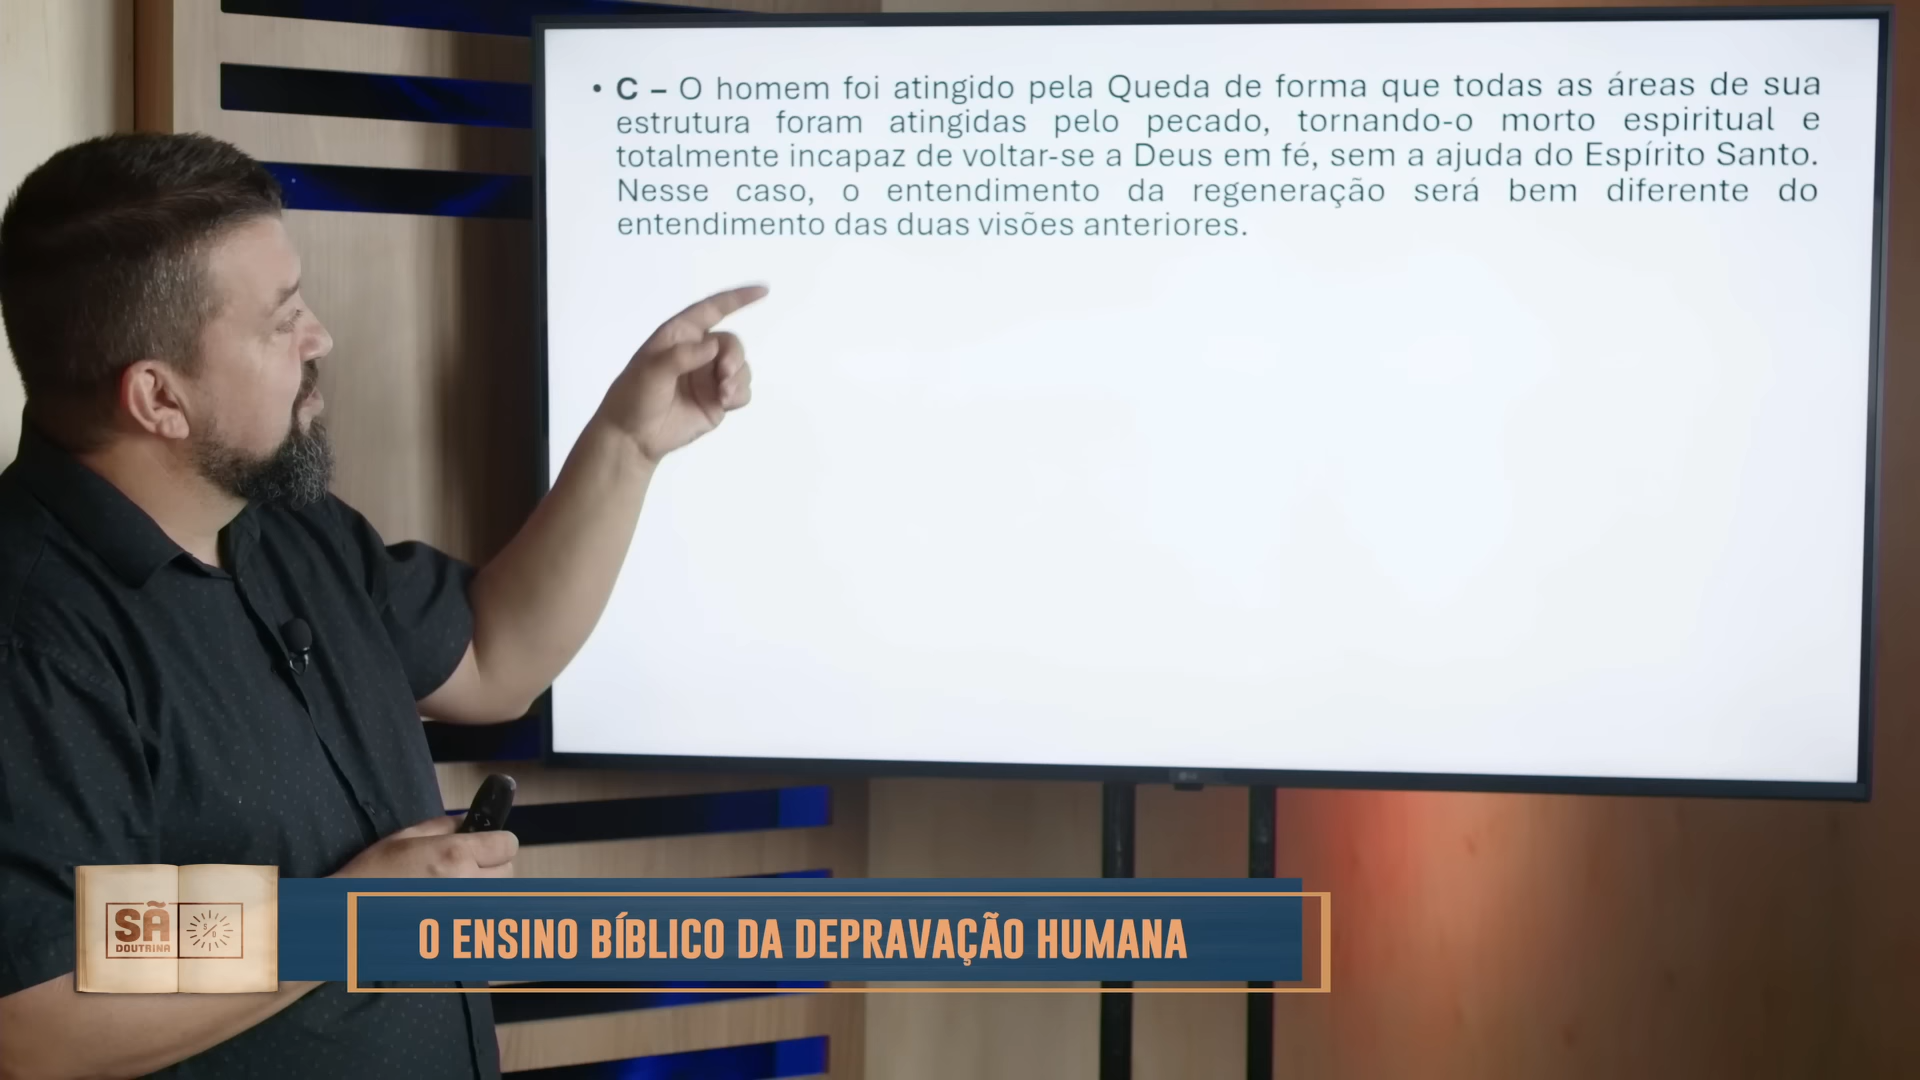 • C – O homem foi atingido pela Queda de forma que todas as áreas de sua
estrutura foram atingidas pelo pecado, tornando-o morto espiritual e
totalmente incapaz de voltar-se a Deus em fé, sem a ajuda do Espírito Santo.
Nesse caso, o entendimento da regeneração será bem diferente do
entendimento das duas visões anteriores.
LG
SÃ
DOUTRINA
S D
O ENSINO BÍBLICO DA DEPRAVAÇÃO HUMANA